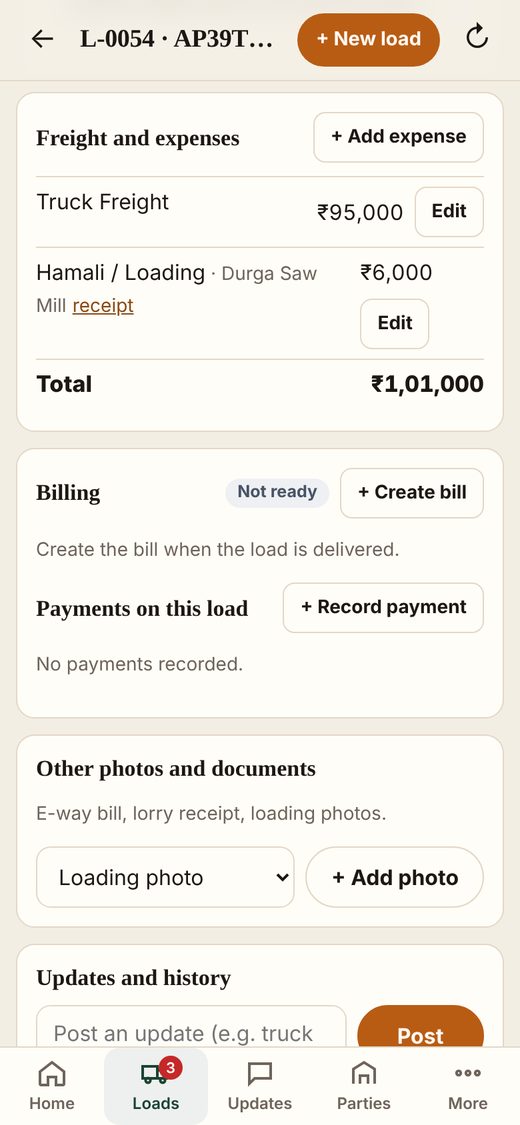 L-0054 · AP39T…
+ New load
Freight and expenses
+ Add expense
Truck Freight
₹95,000
Edit
Hamali / Loading · Durga Saw
Mill receipt
₹6,000
Edit
Total
₹1,01,000
Billing
Not ready
+ Create bill
Create the bill when the load is delivered.
Payments on this load
+ Record payment
No payments recorded.
Other photos and documents
E-way bill, lorry receipt, loading photos.
Loading photo
+ Add photo
Updates and history
Post an update (e.g. truck
Post
Home
3
Loads
Updates
Parties
More